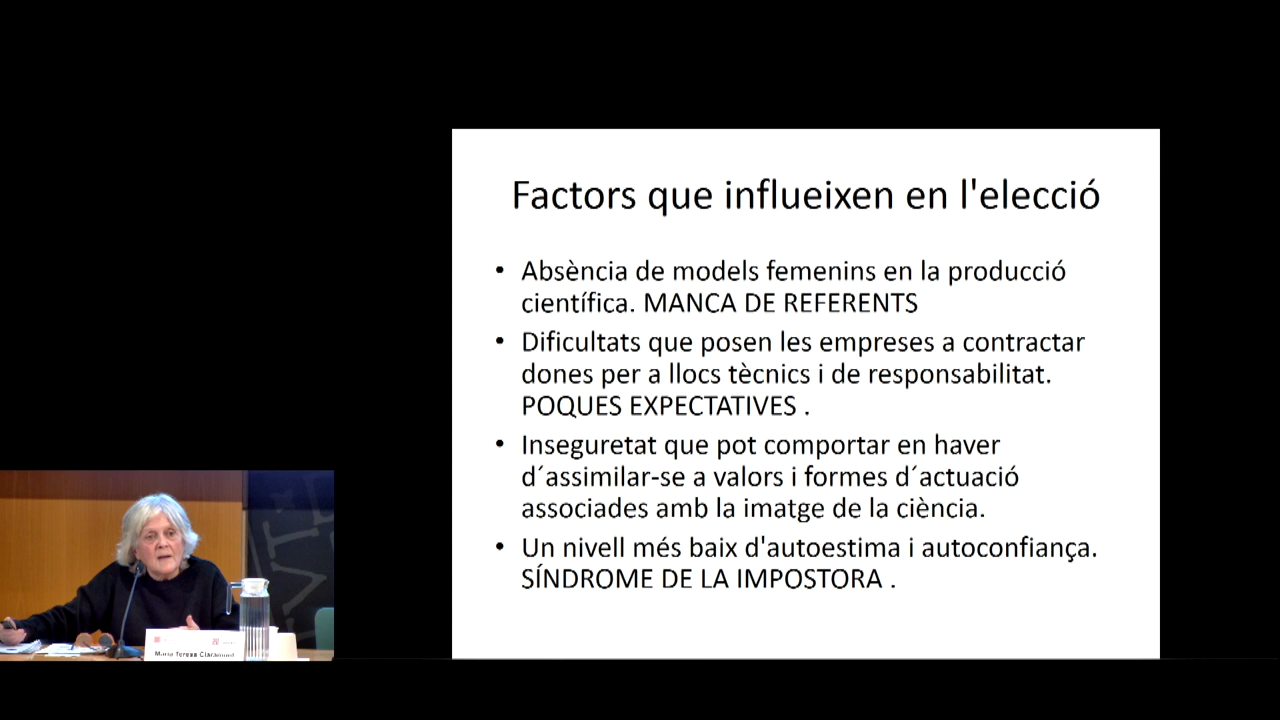 Factors que influeixen en l'elecció
• Absència de models femenins en la producció
científica. MANCA DE REFERENTS
• Dificultats que posen les empreses a contractar
dones per a llocs tècnics i de responsabilitat.
POQUES EXPECTATIVES .
• Inseguretat que pot comportar en haver
d´assimilar-se a valors i formes d´actuació
associades amb la imatge de la ciència.
• Un nivell més baix d'autoestima i autoconfiança.
SÍNDROME DE LA IMPOSTORA .
Maria Teresa Claramunt